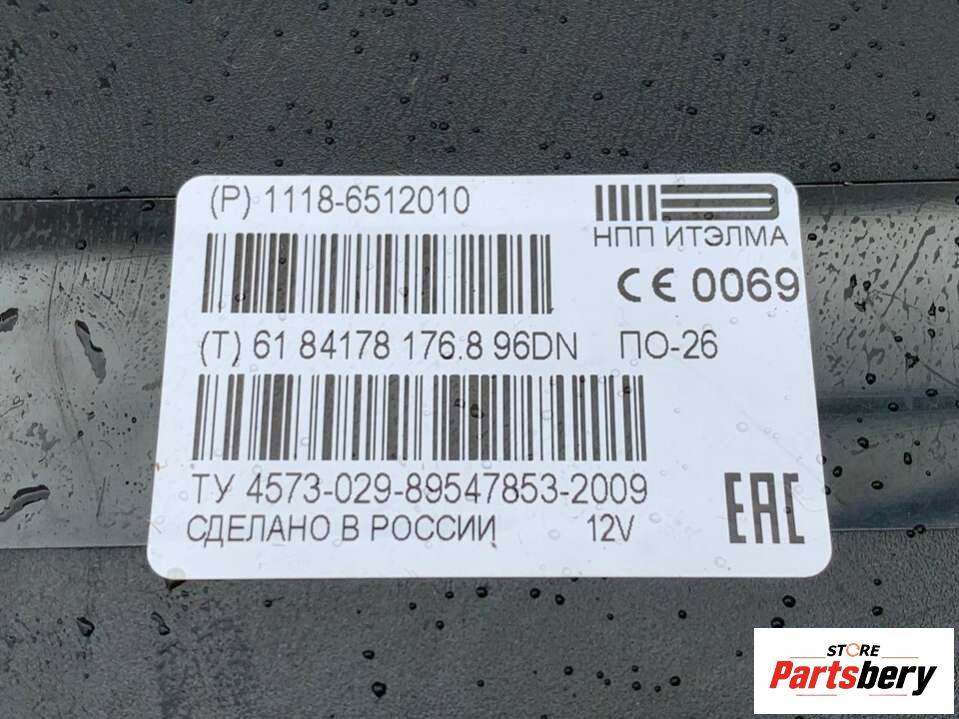 (P) 1118-6512010
НПП ИТЭЛМА
CE 0069
(T) 61 84178 176.8 96DN ПО-26
ТУ 4573-029-89547853-2009
СДЕЛАНО В РОССИИ 12V
EAC
STORE
Partsbery